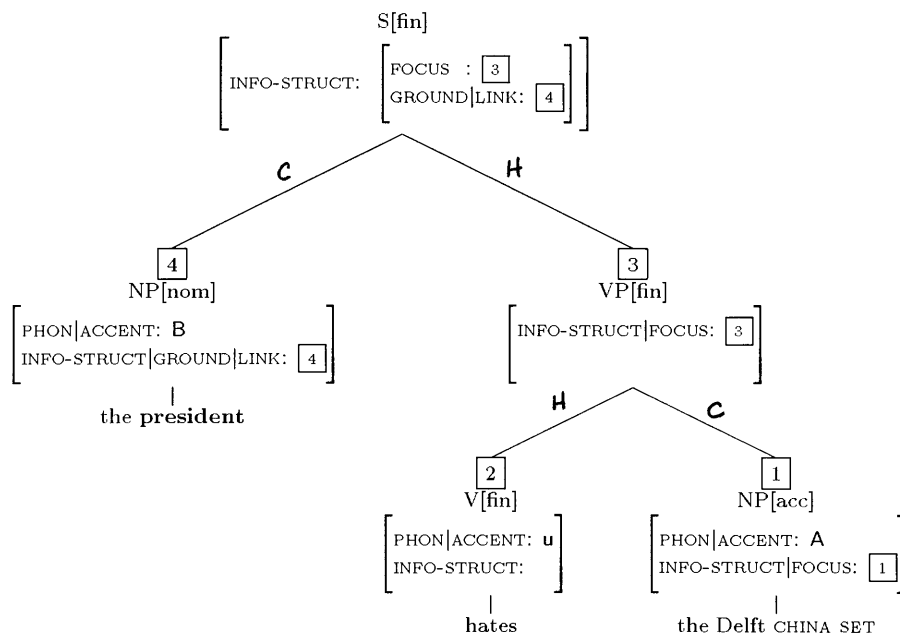 S[fin]
FOCUS : 3
INFO-STRUCT:
GROUND|LINK: 4
C H
4 3
NP[nom] VP[fin]
PHON|ACCENT: B
INFO-STRUCT|GROUND|LINK: 4
INFO-STRUCT|FOCUS: 3
the president
H C
2 1
V[fin] NP[acc]
PHON|ACCENT: u
INFO-STRUCT:
PHON|ACCENT: A
INFO-STRUCT|FOCUS: 1
hates the Delft CHINA SET